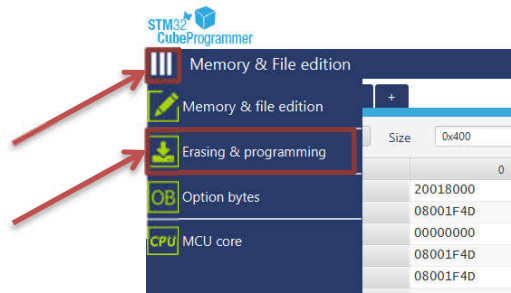 STM32
CubeProgrammer
Memory & File edition
Memory & file edition
+
Erasing & programming
Size 0x400
0
OB Option bytes
20018000
08001F4D
CPU MCU core
00000000
08001F4D
08001F4D